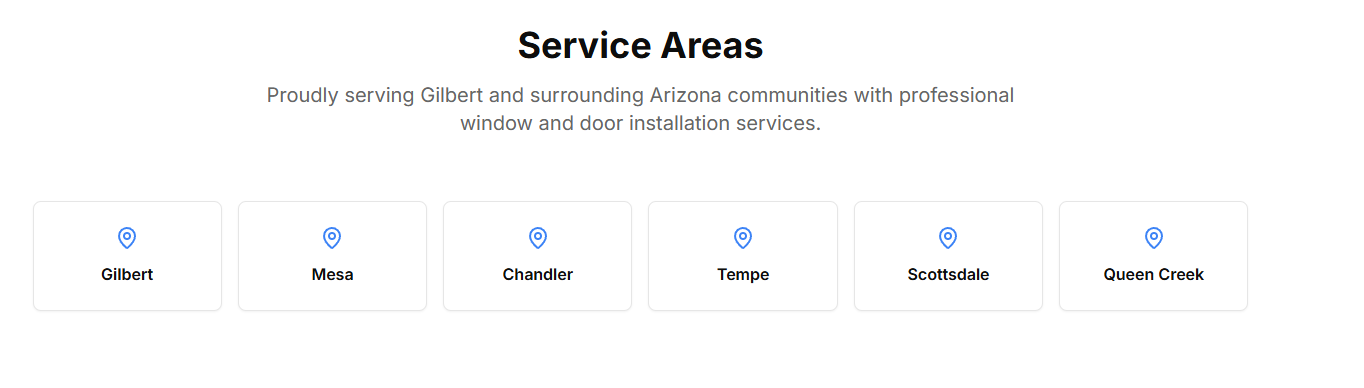 Service Areas
Proudly serving Gilbert and surrounding Arizona communities with professional
window and door installation services.
Gilbert
Mesa
Chandler
Tempe
Scottsdale
Queen Creek